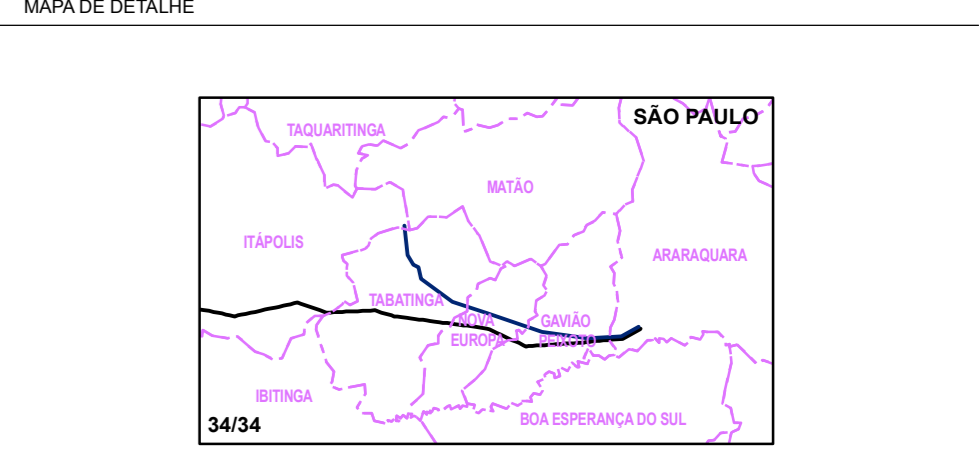 MAPA DE DETALHE
SÃO PAULO
TAQUARITINGA
MATÃO
ITÁPOLIS
ARARAQUARA
TABATINGA
NOVA
EUROPA
GAVIÃO
PEIXOTO
IBITINGA
BOA ESPERANÇA DO SUL
34/34